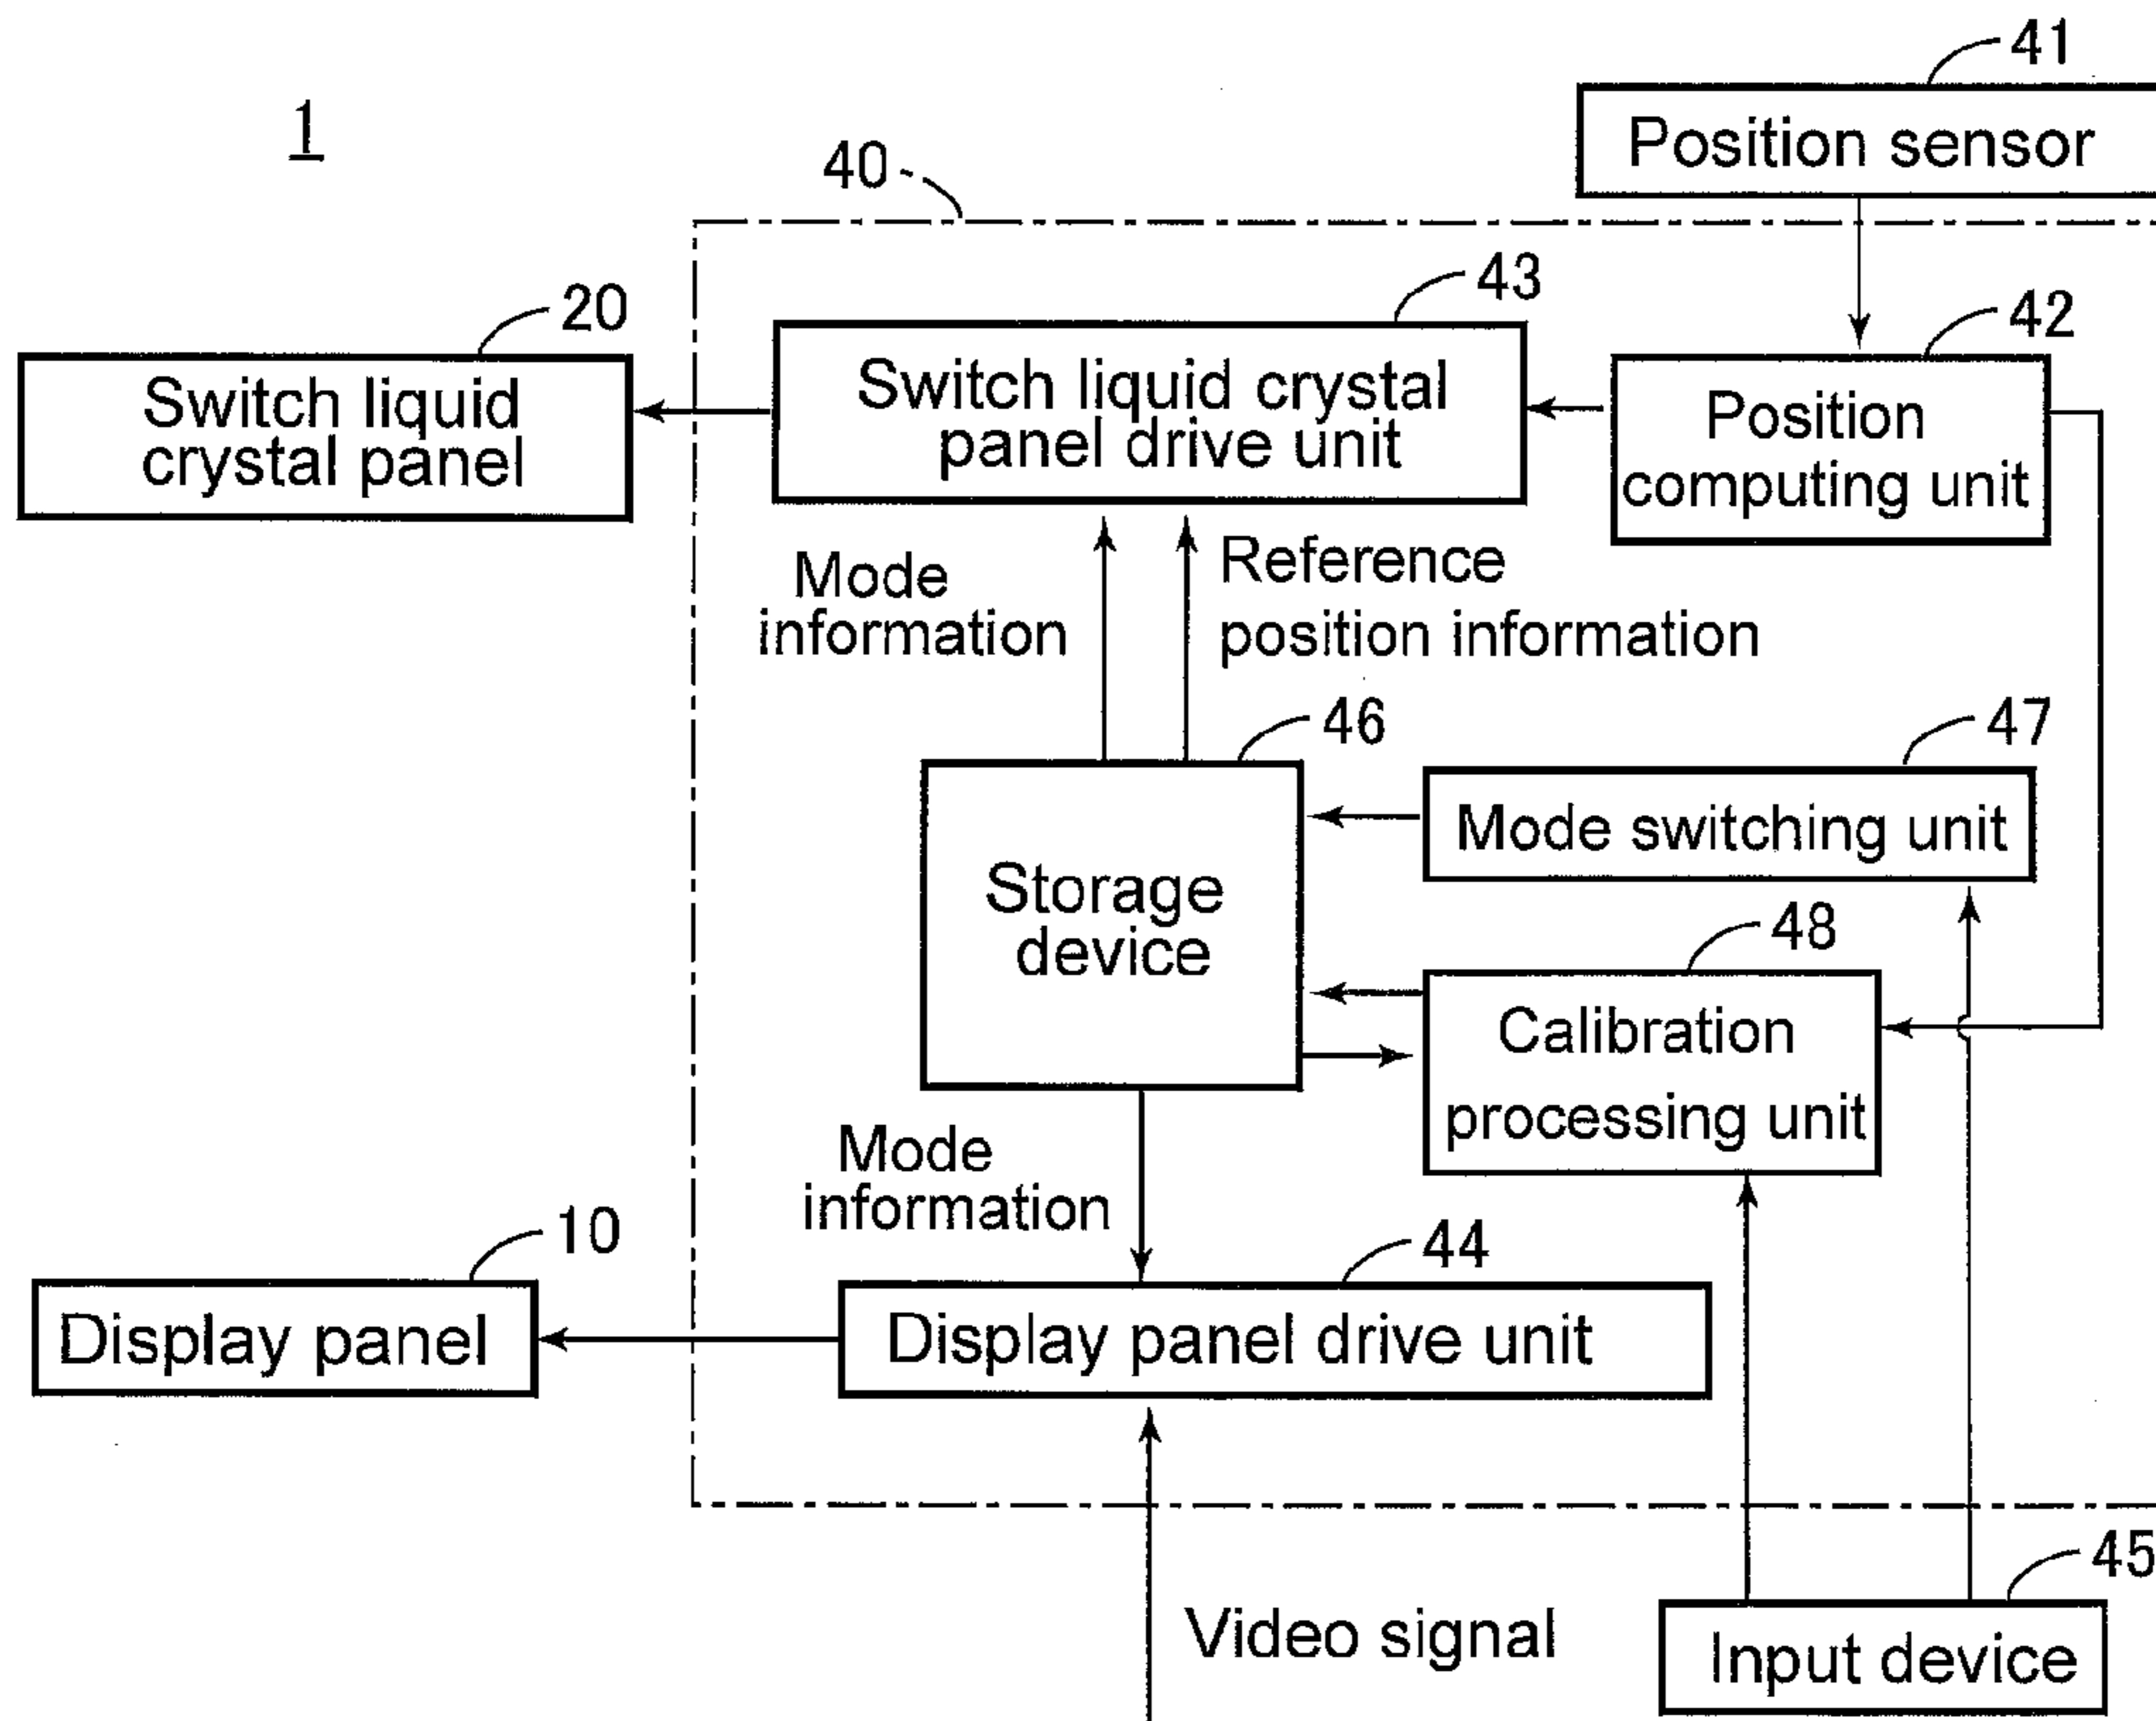 41
1
Position sensor
40
43
20
42
Switch liquid
crystal panel
Switch liquid crystal
panel drive unit
Position
computing unit
Mode
information
Reference
position information
46
47
Mode switching unit
Storage
device
48
Calibration
processing unit
Mode
information
10
44
Display panel
Display panel drive unit
45
Video signal
Input device